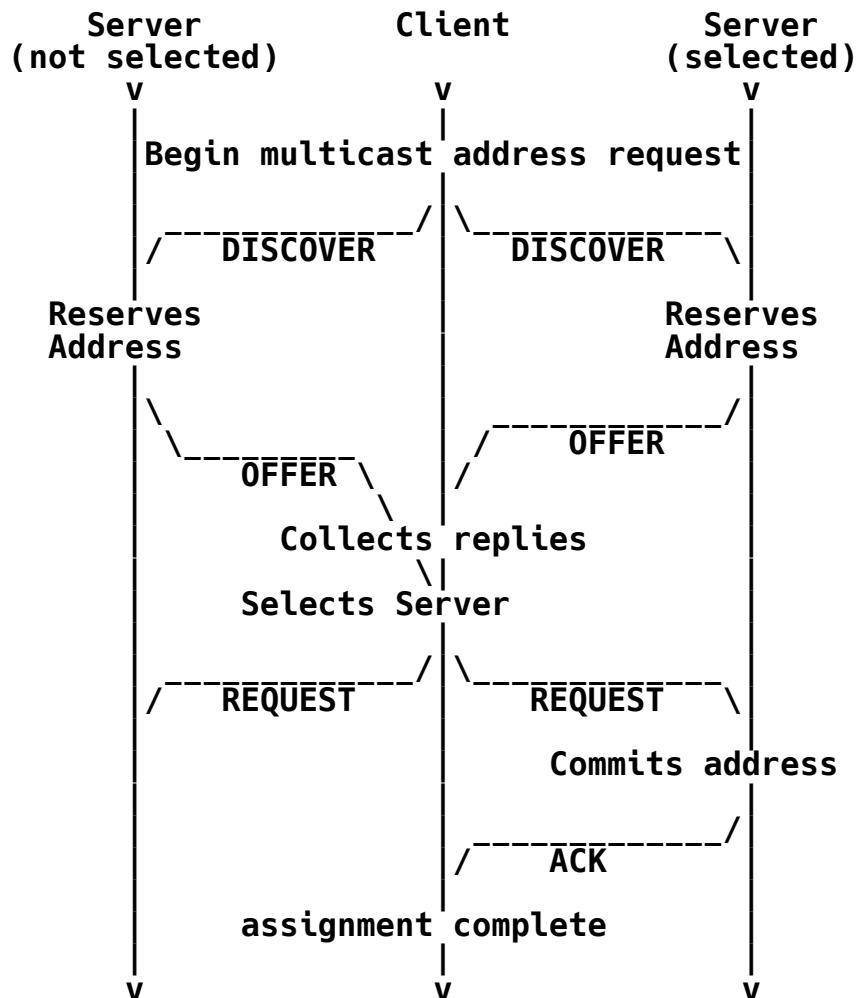 Server Client Server
(not selected) (selected)
v v v
Begin multicast address request
DISCOVER DISCOVER
Reserves Reserves
Address Address
OFFER
OFFER
Collects replies
Selects Server
REQUEST REQUEST
Commits address
ACK
assignment complete
v v v